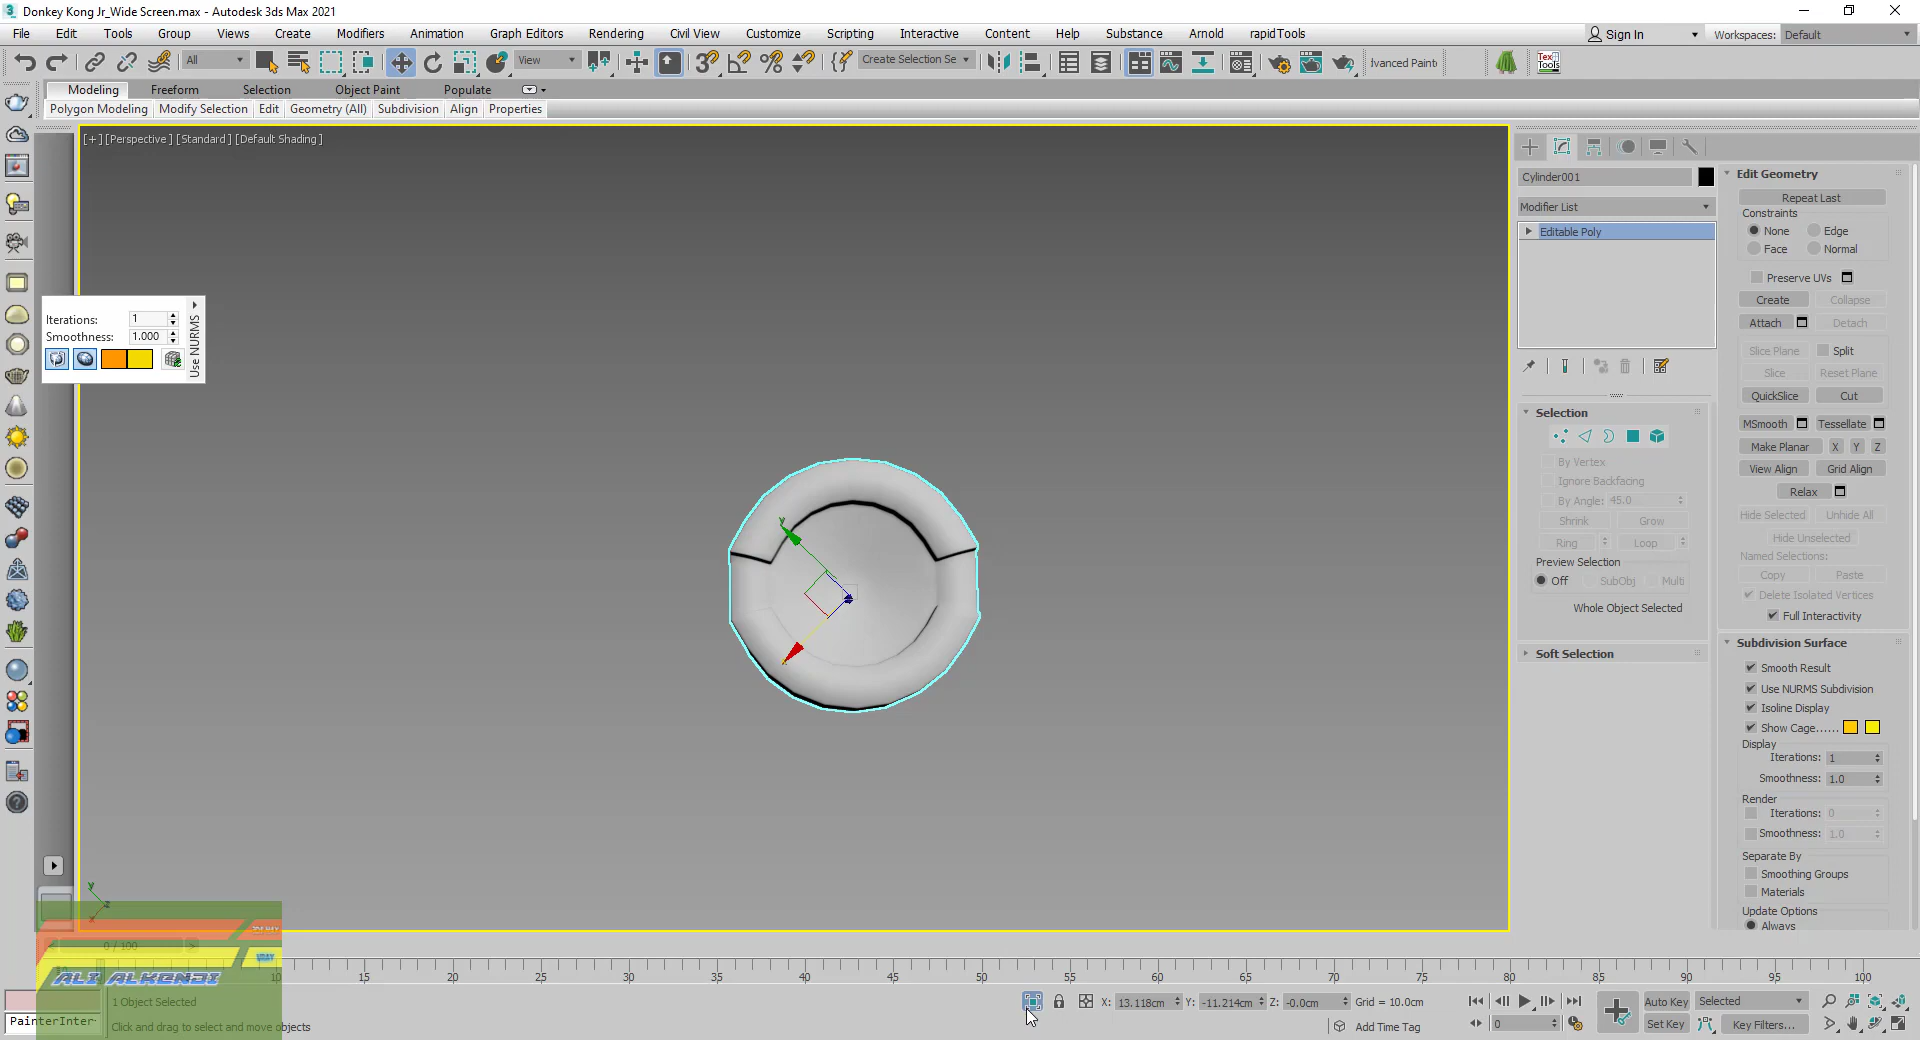 Donkey Kong Jr_Wide Screen.max - Autodesk 3ds Max 2021
File Edit Tools Group Views Create Modifiers Animation Graph Editors Rendering Civil View Customize Scripting Interactive Content Help Substance Arnold rapidTools Sign In Workspaces: Default
All View Create Selection Se Ivanced Painti Tex Tools
Modeling Freeform Selection Object Paint Populate
Polygon Modeling Modify Selection Edit Geometry (All) Subdivision Align Properties
[+] [Perspective] [Standard] [Default Shading]
Iterations: 1
Smoothness: 1.000
Use NURMS
Cylinder001
Modifier List
Editable Poly
Selection
By Vertex
Ignore Backfacing
By Angle: 45.0
Shrink Grow
Ring Loop
Preview Selection
Off SubObj Multi
Whole Object Selected
Soft Selection
Edit Geometry
Repeat Last
Constraints
None Edge
Face Normal
Preserve UVs
Create Collapse
Attach Detach
Slice Plane Split
Slice Reset Plane
QuickSlice Cut
MSmooth Tessellate
Make Planar X Y Z
View Align Grid Align
Relax
Hide Selected Unhide All
Hide Unselected
Named Selections:
Copy Paste
Delete Isolated Vertices
Full Interactivity
Subdivision Surface
Smooth Result
Use NURMS Subdivision
Isoline Display
Show Cage......
Display
Iterations: 1
Smoothness: 1.0
Render
Iterations: 0
Smoothness: 1.0
Separate By
Smoothing Groups
Materials
Update Options
Always
y
y
x
0 / 100
10 15 20 25 30 35 40 45 50 55 60 65 70 75 80 85 90 95 100
ALI ALKENDI
1 Object Selected
Click and drag to select and move objects
PainterInter
X: 13.118cm Y: -11.214cm Z: -0.0cm Grid = 10.0cm
Add Time Tag
0
Auto Key Selected
Set Key Key Filters...